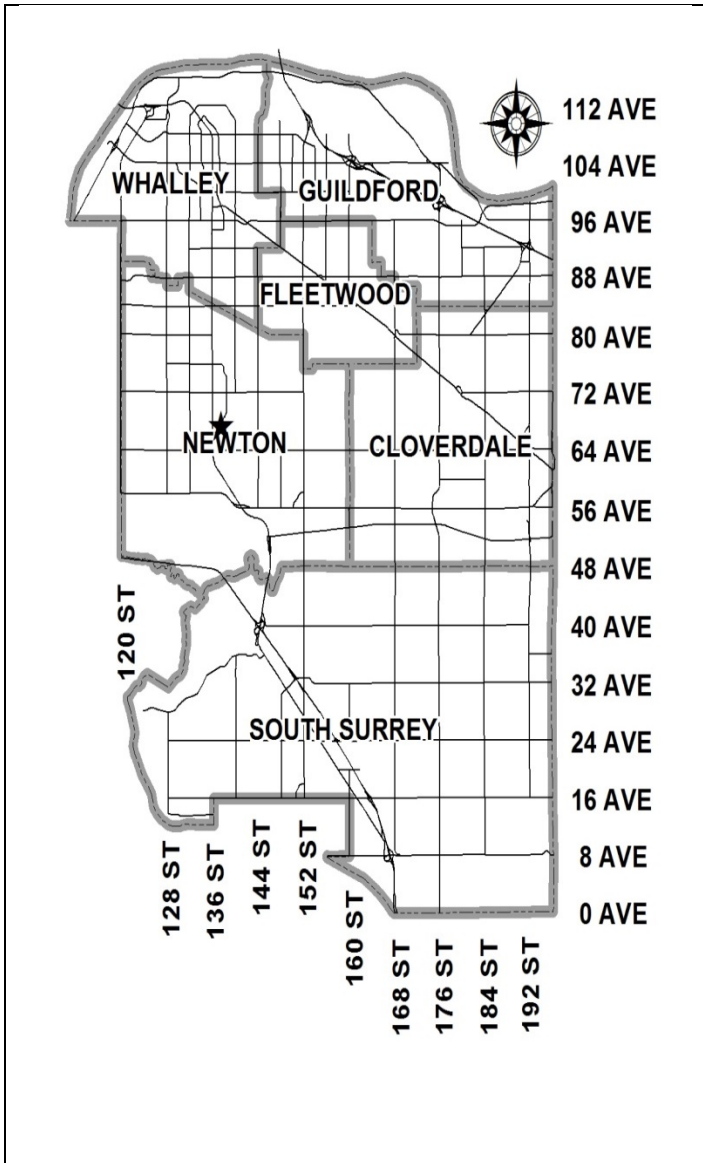 112 AVE
104 AVE
WHALLEY
GUILDFORD
96 AVE
88 AVE
FLEETWOOD
80 AVE
72 AVE
NEWTON
CLOVERDALE
64 AVE
56 AVE
48 AVE
120 ST
40 AVE
32 AVE
SOUTH SURREY
24 AVE
16 AVE
8 AVE
128 ST
136 ST
144 ST
152 ST
160 ST
0 AVE
168 ST
176 ST
184 ST
192 ST